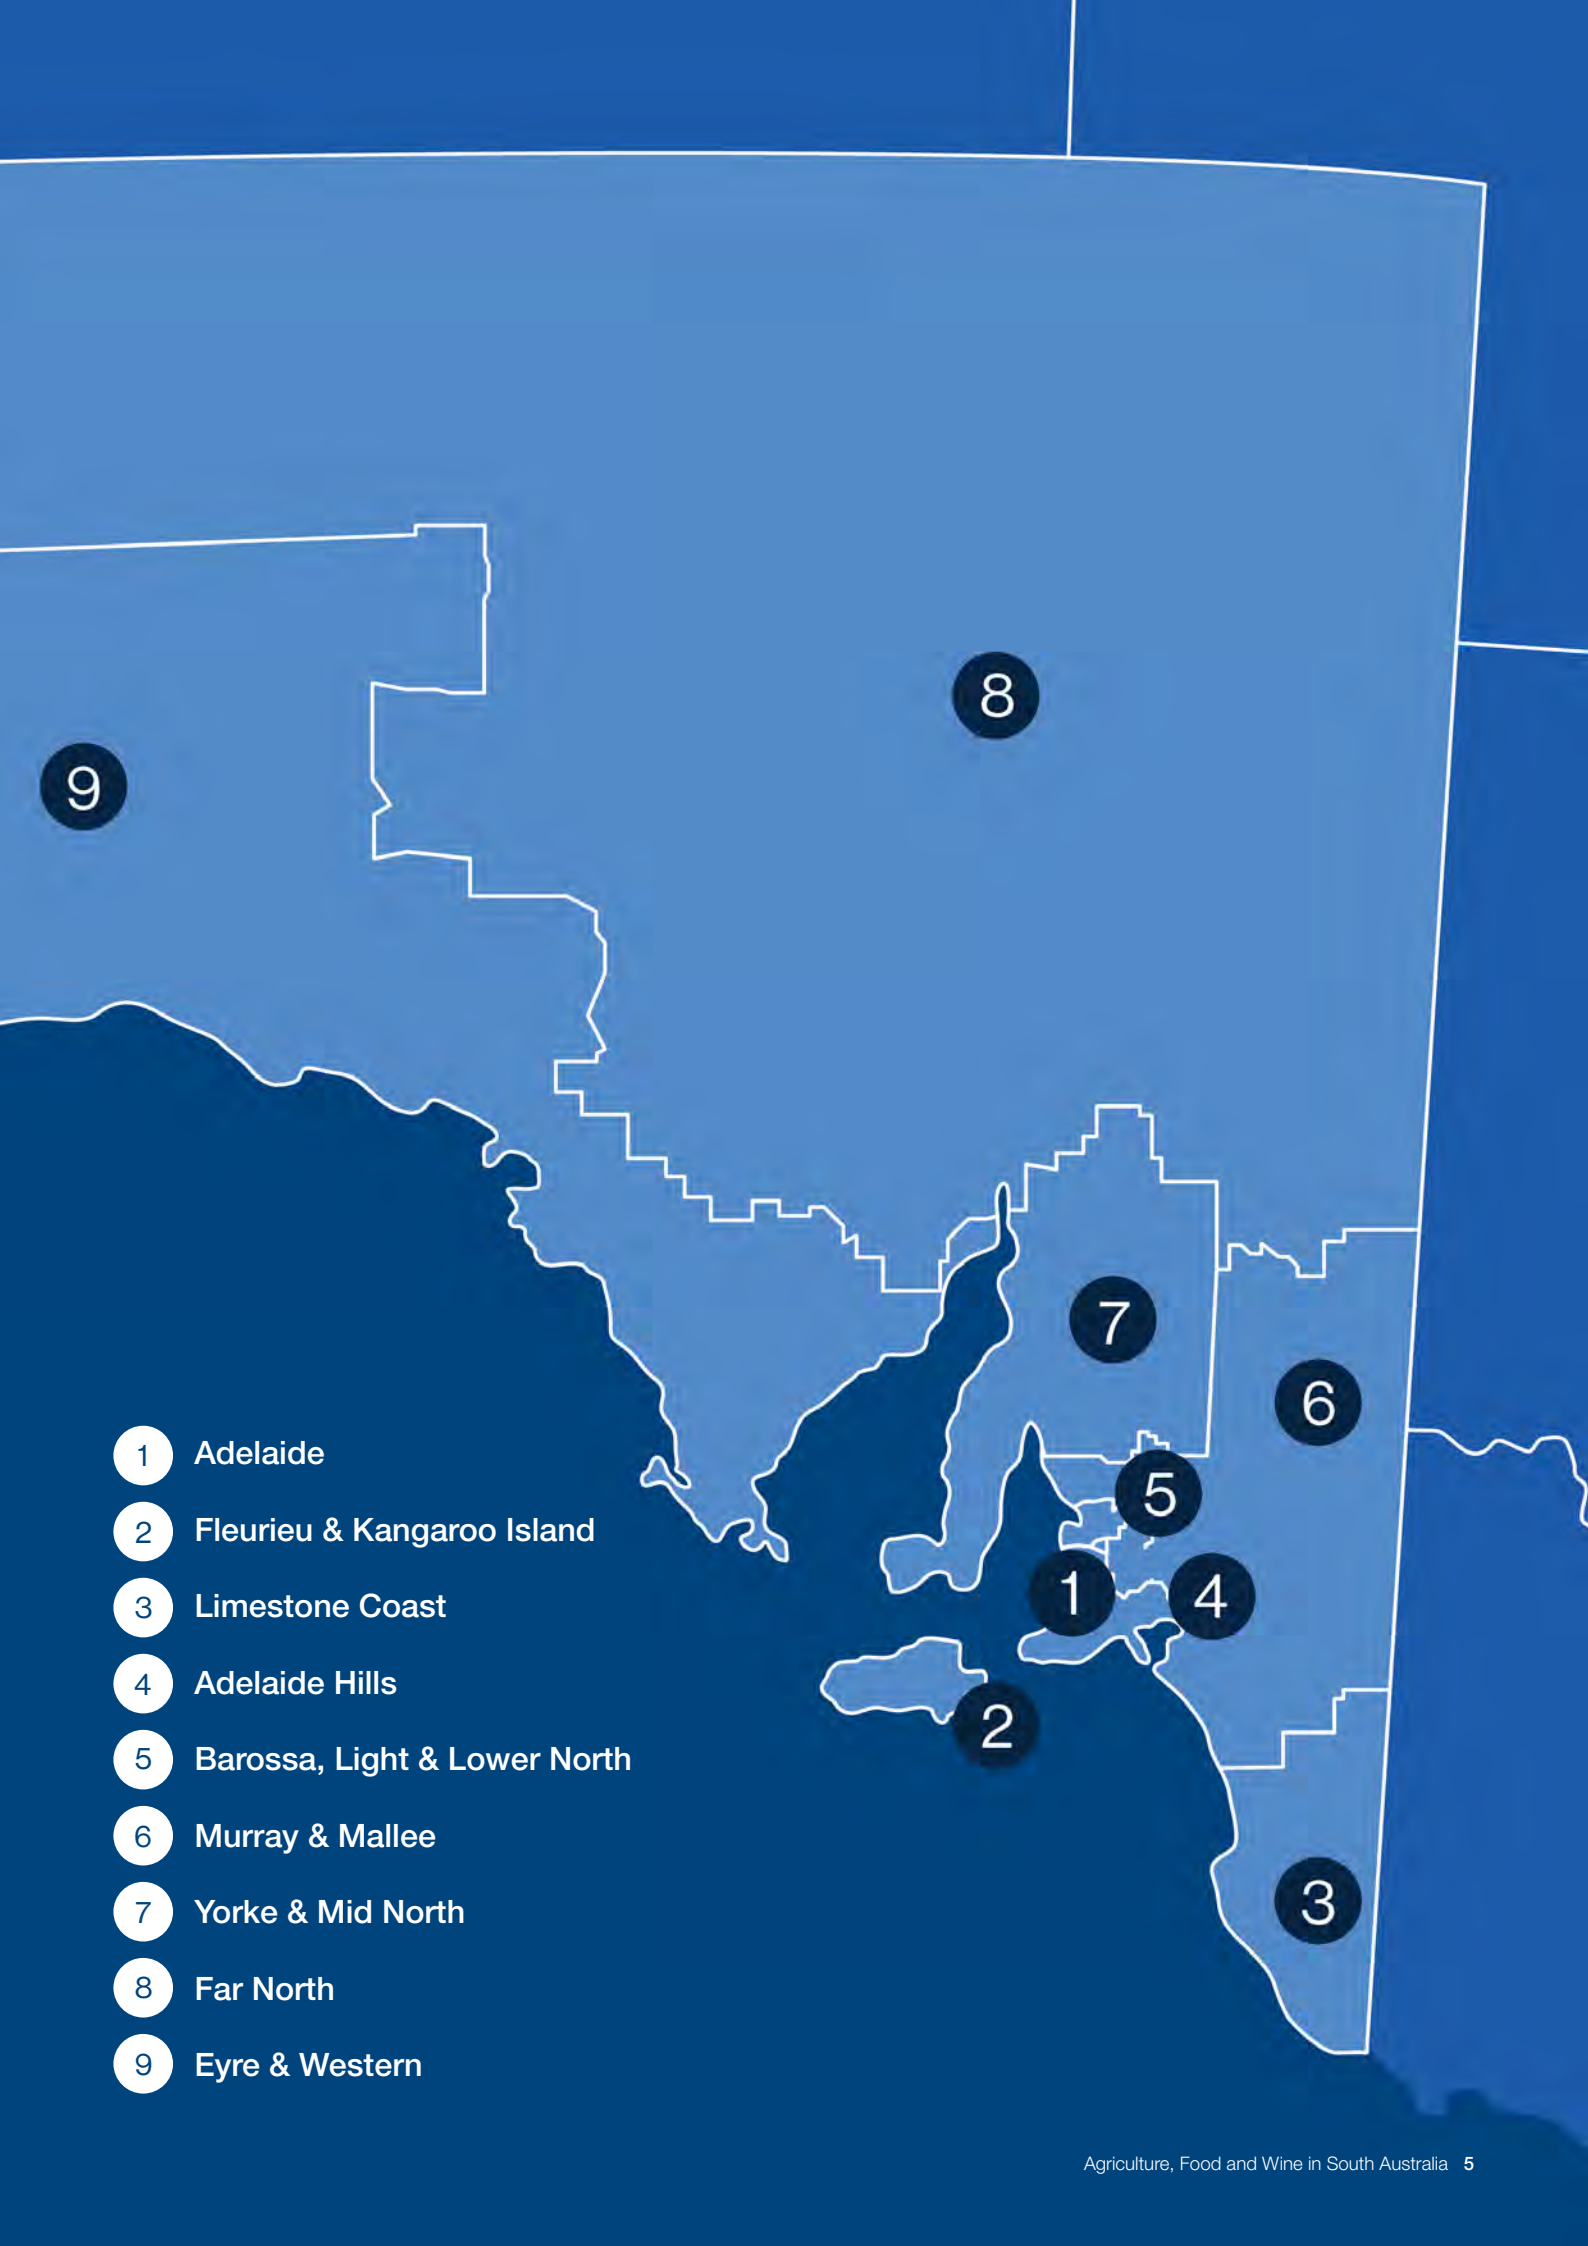 8
9
7
6
5
1
4
2
3
1 Adelaide
2 Fleurieu & Kangaroo Island
3 Limestone Coast
4 Adelaide Hills
5 Barossa, Light & Lower North
6 Murray & Mallee
7 Yorke & Mid North
8 Far North
9 Eyre & Western
Agriculture, Food and Wine in South Australia 5